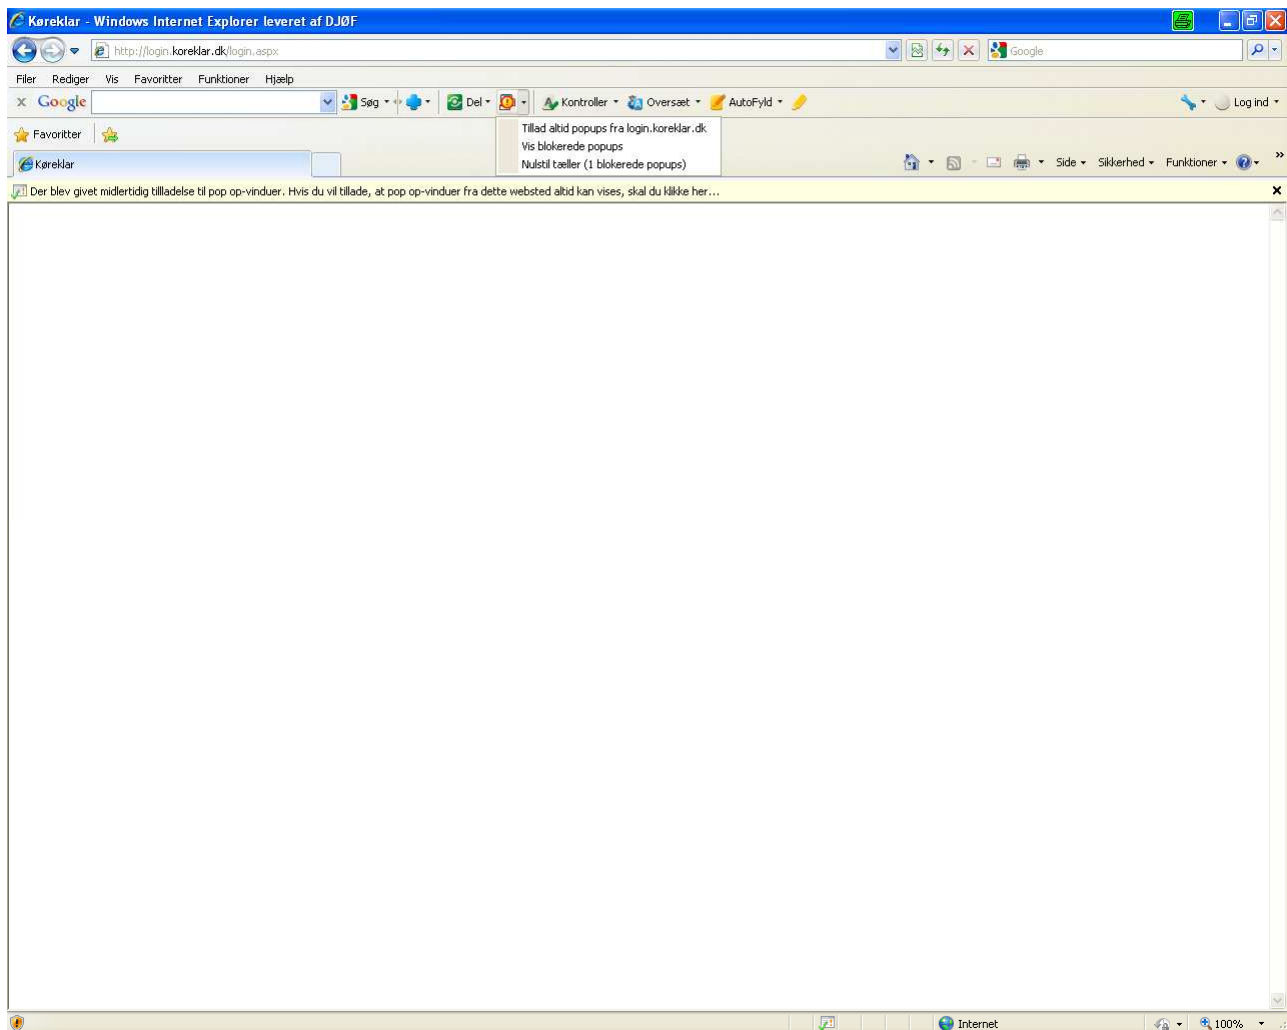 Køreklar - Windows Internet Explorer leveret af DJØF
http://login.koreklar.dk/login.aspx
Google
Filer Rediger Vis Favoritter Funktioner Hjælp
x Google Søg Del Kontroller Oversæt AutoFyld Log ind
Favoritter
Tillad altid popups fra login.koreklar.dk
Vis blokerede popups
Nulstil tæller (1 blokerede popups)
Køreklar
Side Sikkerhed Funktioner »
Der blev givet midlertidig tillladelse til pop op-vinduer. Hvis du vil tillade, at pop op-vinduer fra dette websted altid kan vises, skal du klikke her...
Internet 100%